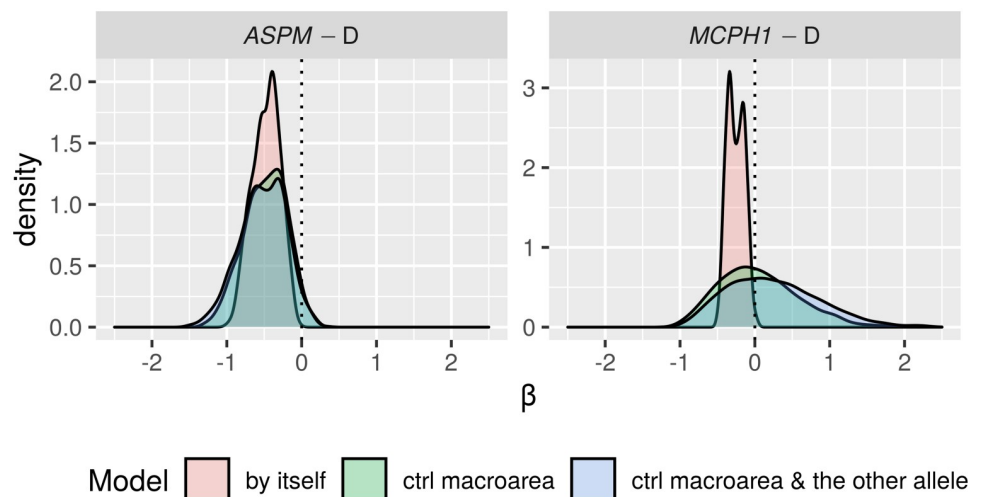 ASPM − D
MCPH1 − D
density
2.0
1.5
1.0
0.5
0.0
3
2
1
0
-2 -1 0 1 2
-2 -1 0 1 2
β
Model by itself ctrl macroarea ctrl macroarea & the other allele